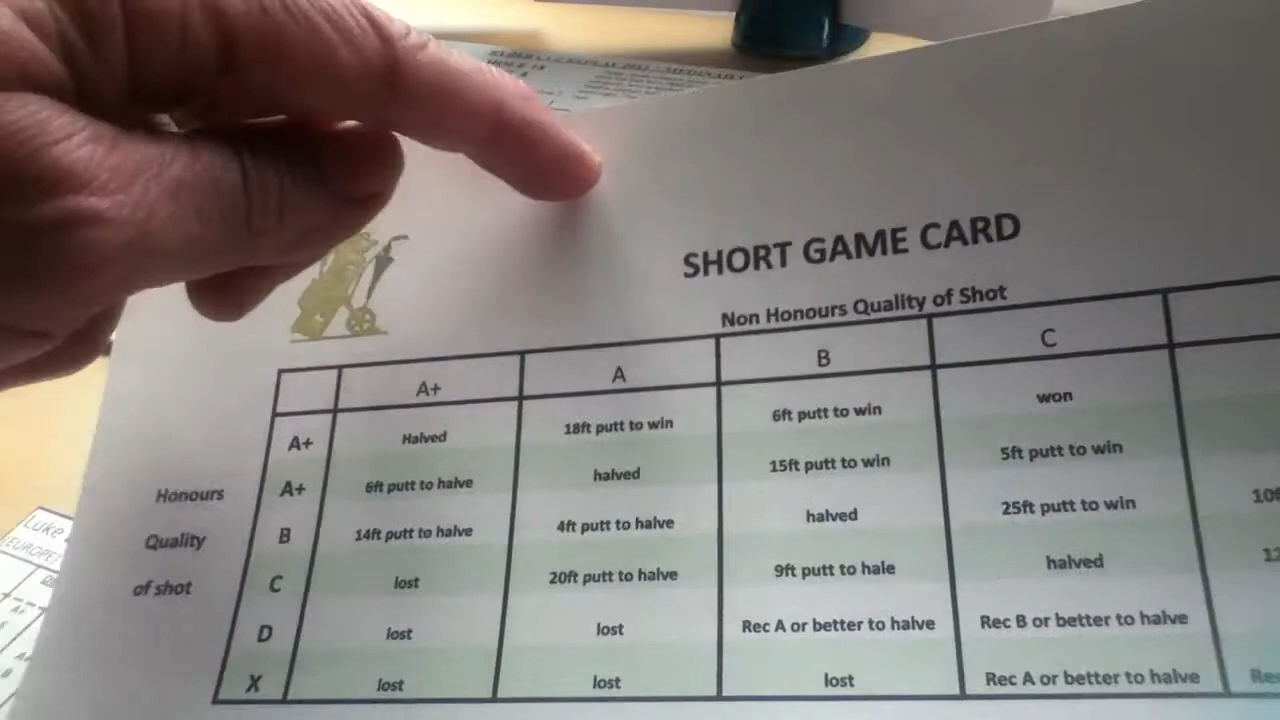 HOLE 18
SHORT GAME CARD
Non Honours Quality of Shot
A+ A B C
A+ Halved 18ft putt to win 6ft putt to win won
Honours A+ 6ft putt to halve halved 15ft putt to win 5ft putt to win
Quality B 14ft putt to halve 4ft putt to halve halved 25ft putt to win
of shot C lost 20ft putt to halve 9ft putt to hale halved
D lost lost Rec A or better to halve Rec B or better to halve
X lost lost lost Rec A or better to halve
Luke
EUROPE